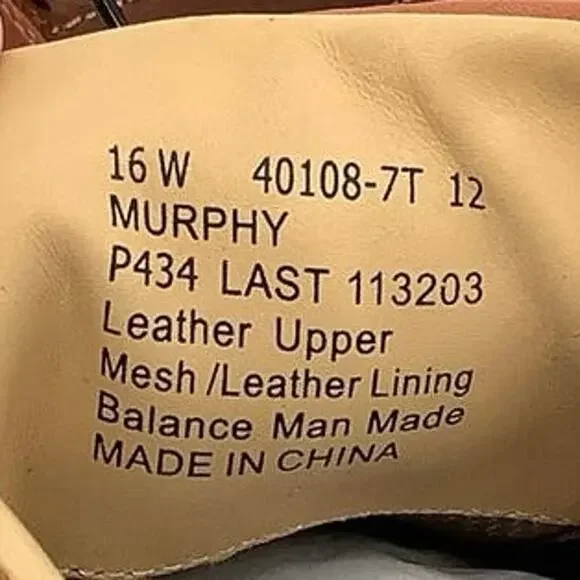 16 W 40108-7T 12
MURPHY
P434 LAST 113203
Leather Upper
Mesh /Leather Lining
Balance Man Made
MADE IN CHINA